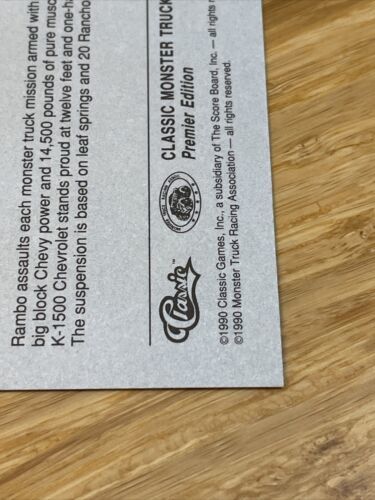 Rambo assaults each monster truck mission armed with
big block Chevy power and 14,500 pounds of pure
K-1500 Chevrolet stands proud at twelve feet and
The suspension is based on leaf springs and 20 Rancho
CLASSIC MONSTER TRUCK
Premier Edition
Classic™
©1990 Classic Games, Inc., a subsidiary of The Score Board, Inc. — all rights
©1990 Monster Truck Racing Association — all rights reserved.